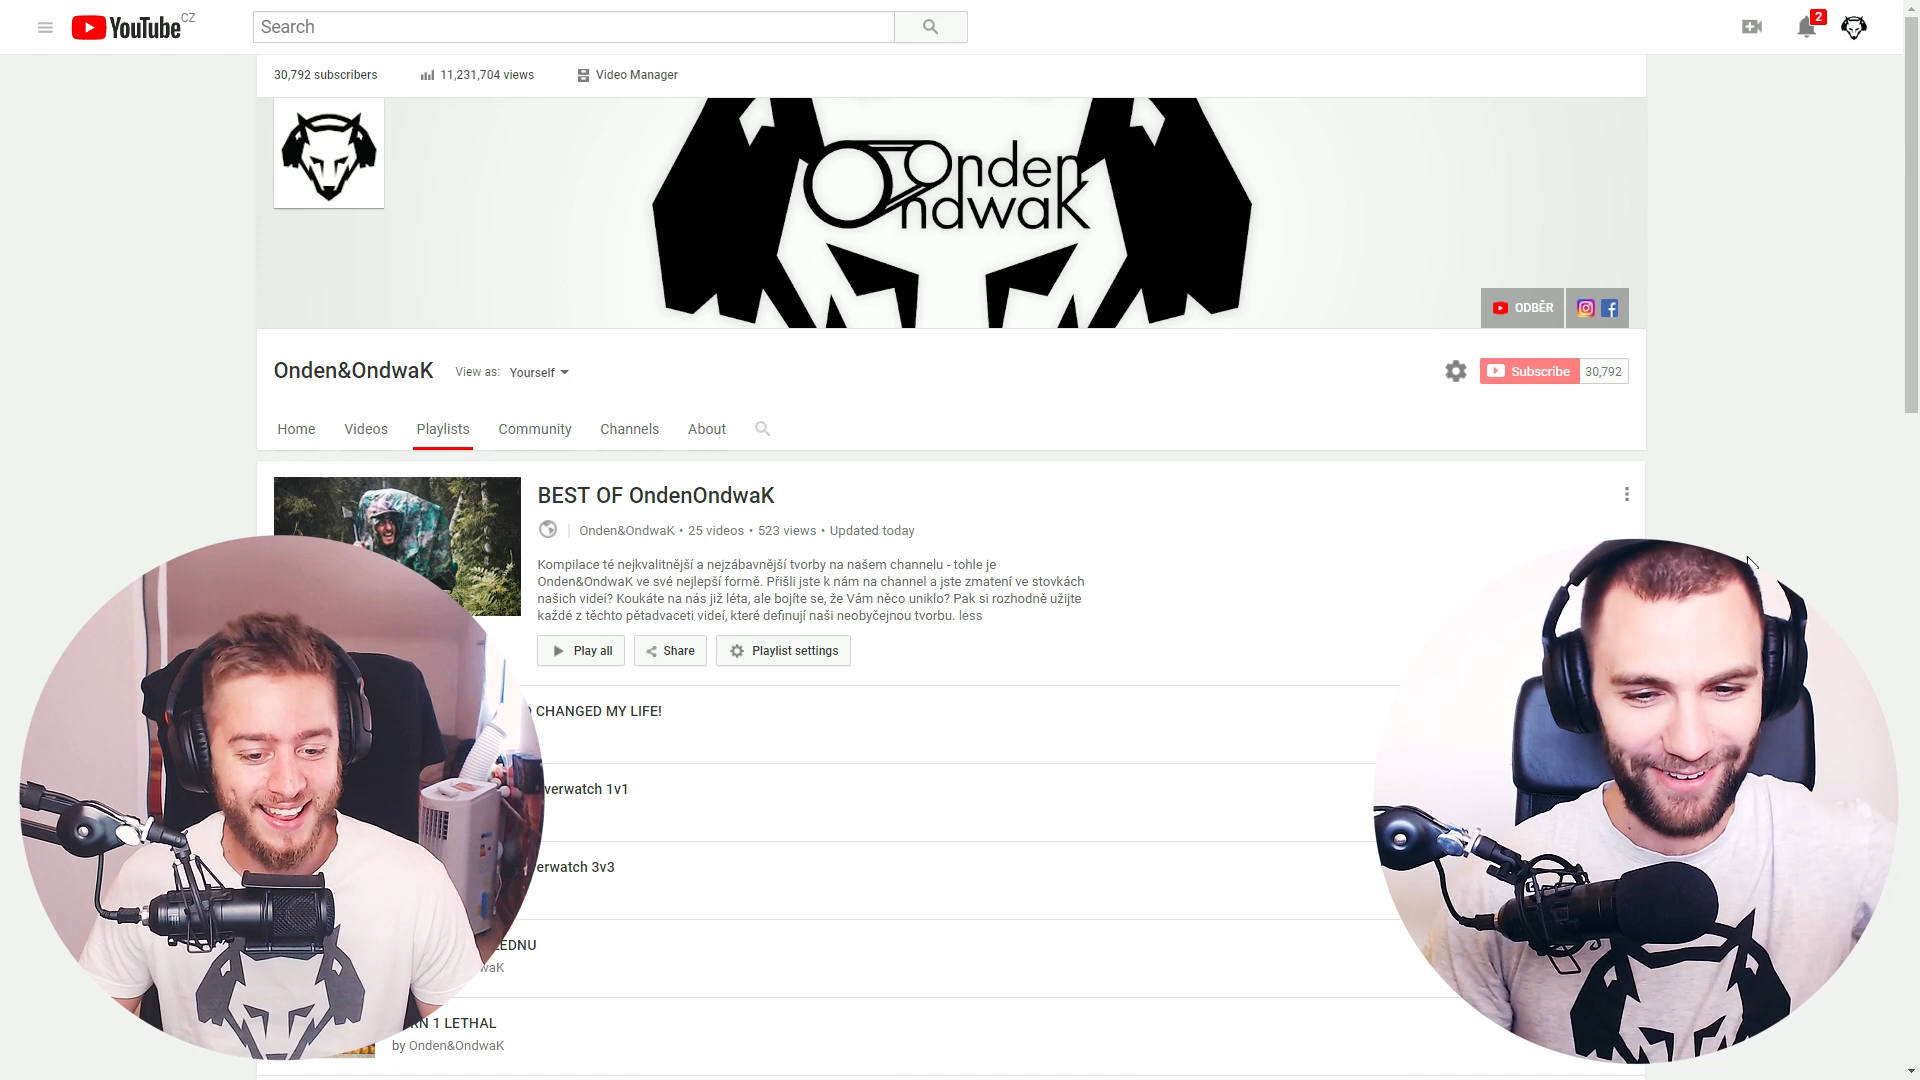 YouTube CZ
Search
2
30,792 subscribers
11,231,704 views
Video Manager
Onden
OndwaK
ODBĚR
Onden&OndwaK
View as: Yourself
Subscribe 30,792
Home
Videos
Playlists
Community
Channels
About
BEST OF OndenOndwaK
Onden&OndwaK • 25 videos • 523 views • Updated today
Kompilace té nejkvalitnější a nejzábavnější tvorby na našem channelu - tohle je
Onden&OndwaK ve své nejlepší formě. Přišli jste k nám na channel a jste zmatení ve stovkách
našich videí? Koukáte na nás již léta, ale bojíte se, že Vám něco uniklo? Pak si rozhodně užijte
každé z těchto pětadvaceti videí, které definují naši neobyčejnou tvorbu. less
Play all
Share
Playlist settings
CHANGED MY LIFE!
verwatch 1v1
erwatch 3v3
EDNU
waK
RN 1 LETHAL
by Onden&OndwaK